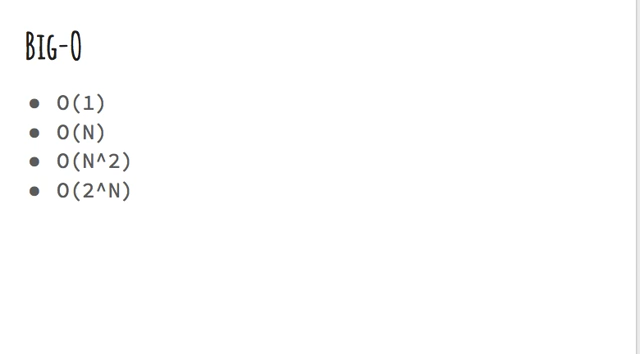 Big-O
● O(1)
● O(N)
● O(N^2)
● O(2^N)